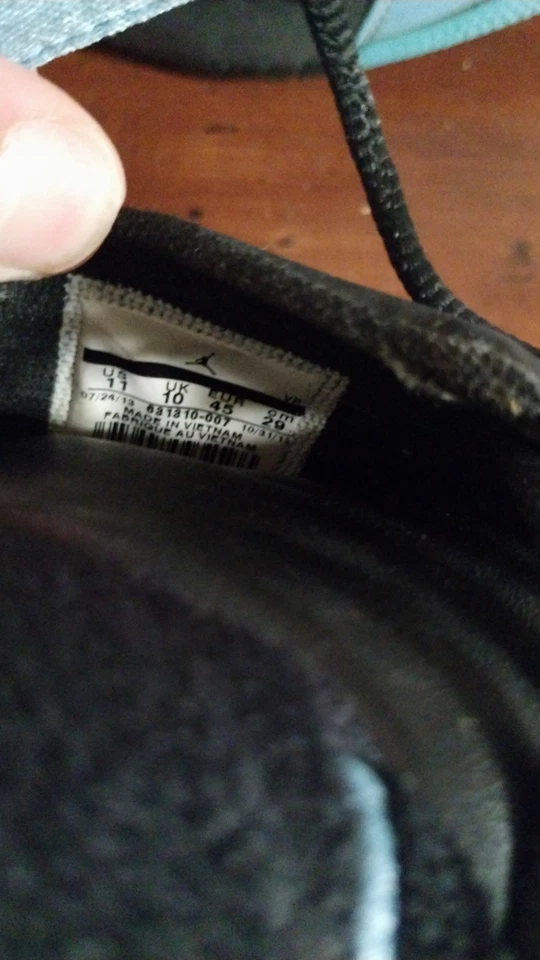 US UK EUR cm
11 10 45 29
07/24/13 631310-007 10/31/13
MADE IN VIETNAM
FABRIQUE AU VIETNAM